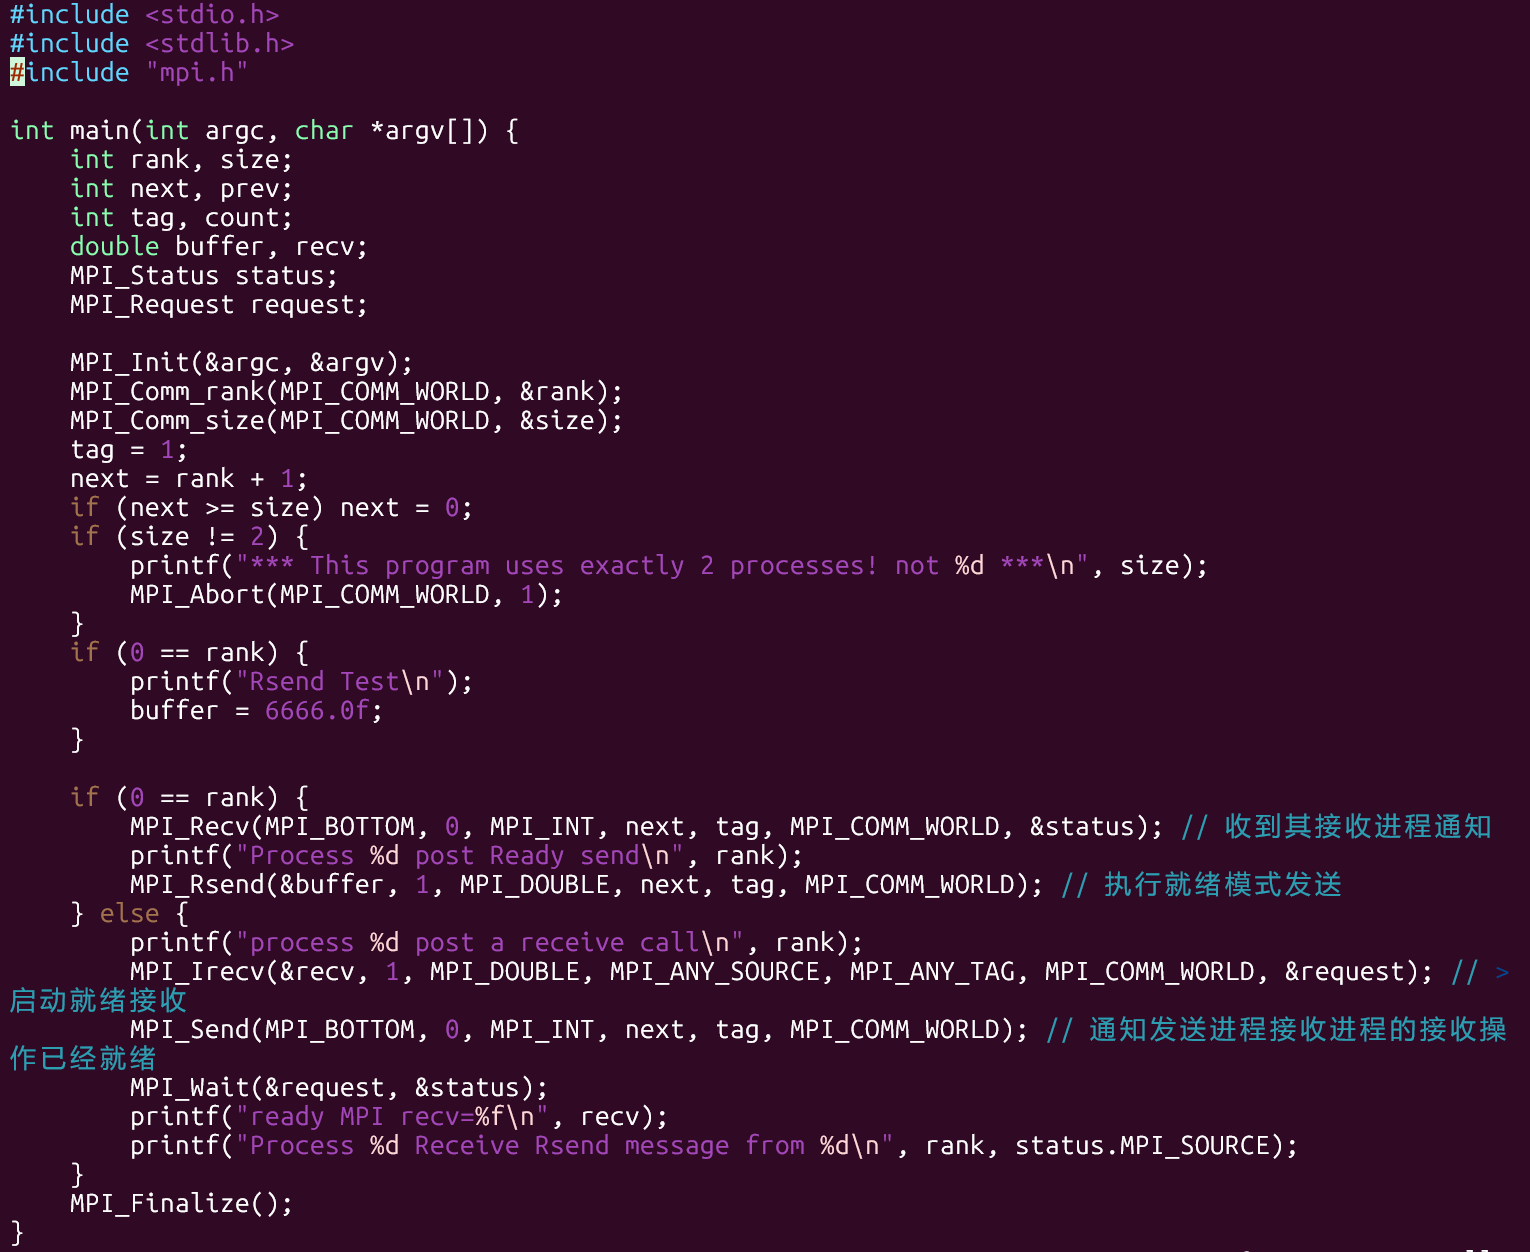 #include <stdio.h>
#include <stdlib.h>
#include "mpi.h"

int main(int argc, char *argv[]) {
    int rank, size;
    int next, prev;
    int tag, count;
    double buffer, recv;
    MPI_Status status;
    MPI_Request request;

    MPI_Init(&argc, &argv);
    MPI_Comm_rank(MPI_COMM_WORLD, &rank);
    MPI_Comm_size(MPI_COMM_WORLD, &size);
    tag = 1;
    next = rank + 1;
    if (next >= size) next = 0;
    if (size != 2) {
        printf("*** This program uses exactly 2 processes! not %d ***\n", size);
        MPI_Abort(MPI_COMM_WORLD, 1);
    }
    if (0 == rank) {
        printf("Rsend Test\n");
        buffer = 6666.0f;
    }

    if (0 == rank) {
        MPI_Recv(MPI_BOTTOM, 0, MPI_INT, next, tag, MPI_COMM_WORLD, &status); // 收到其接收进程通知
        printf("Process %d post Ready send\n", rank);
        MPI_Rsend(&buffer, 1, MPI_DOUBLE, next, tag, MPI_COMM_WORLD); // 执行就绪模式发送
    } else {
        printf("process %d post a receive call\n", rank);
        MPI_Irecv(&recv, 1, MPI_DOUBLE, MPI_ANY_SOURCE, MPI_ANY_TAG, MPI_COMM_WORLD, &request); // >
启动就绪接收
        MPI_Send(MPI_BOTTOM, 0, MPI_INT, next, tag, MPI_COMM_WORLD); // 通知发送进程接收进程的接收操
作已经就绪
        MPI_Wait(&request, &status);
        printf("ready MPI recv=%f\n", recv);
        printf("Process %d Receive Rsend message from %d\n", rank, status.MPI_SOURCE);
    }
    MPI_Finalize();
}